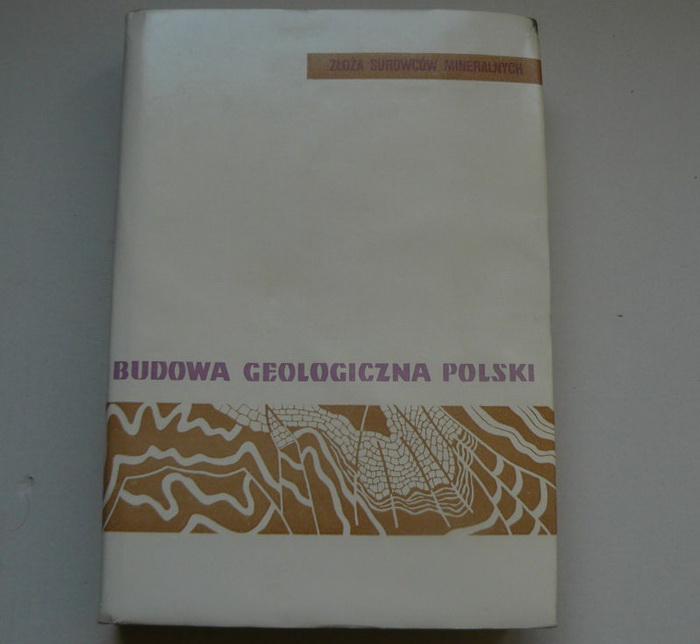 ZŁOŻA SUROWCÓW MINERALNYCH
BUDOWA GEOLOGICZNA POLSKI